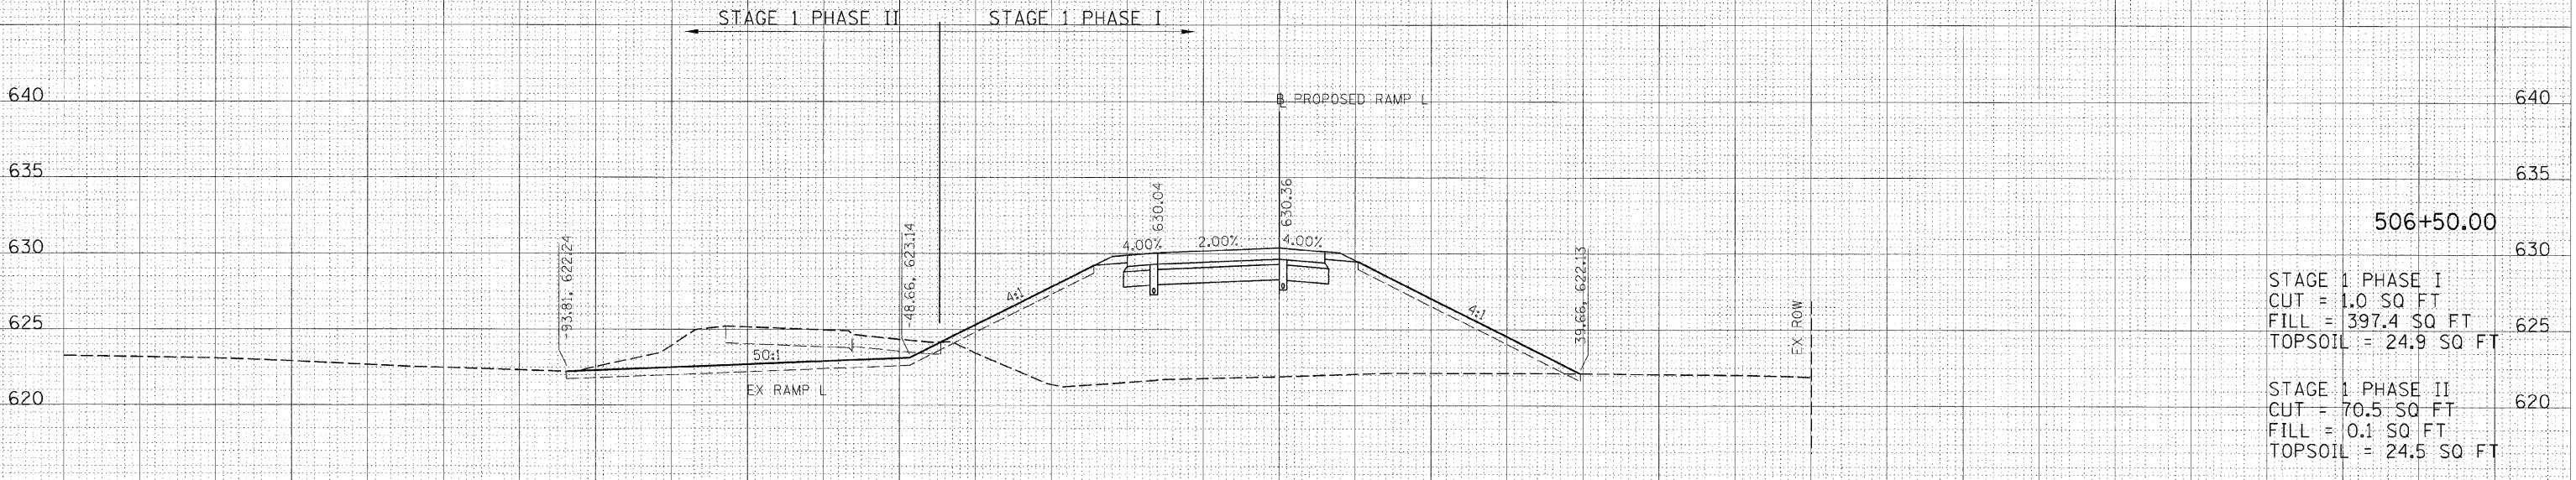 STAGE 1 PHASE II
STAGE 1 PHASE I
640
B PROPOSED RAMP L
640
635
635
630.04
630.36
506+50.00
630
4.00%
2.00%
4.00%
630
-93.81, 622.24
-48.66, 623.14
39.66, 622.13
4:1
4:1
EX ROW
625
625
50:1
EX RAMP L
620
620
STAGE 1 PHASE I
CUT = 1.0 SQ FT
FILL = 397.4 SQ FT
TOPSOIL = 24.9 SQ FT
STAGE 1 PHASE II
CUT = 70.5 SQ FT
FILL = 0.1 SQ FT
TOPSOIL = 24.5 SQ FT